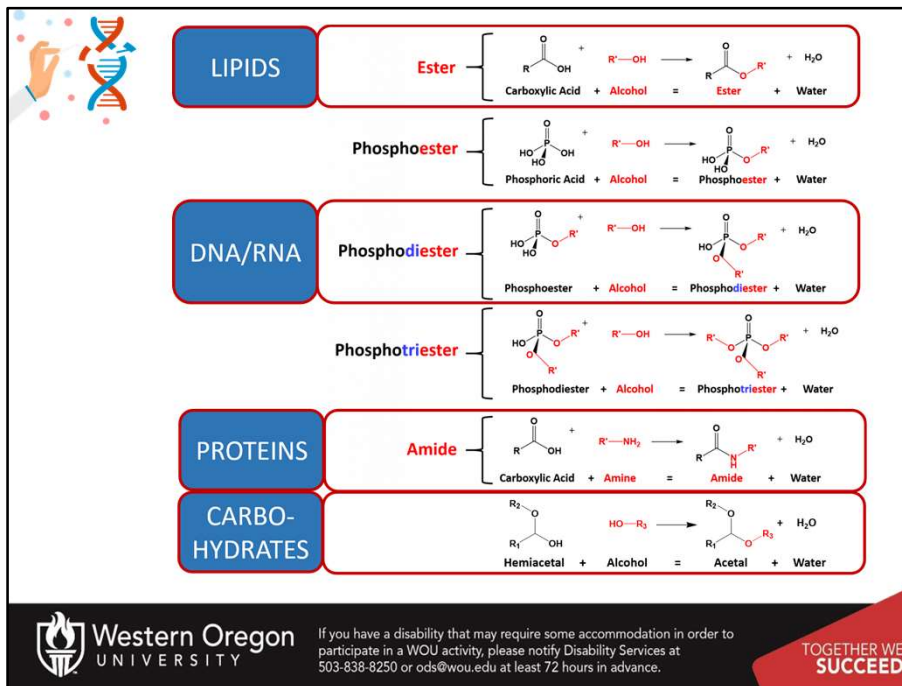 LIPIDS
Ester
O
R
OH
+
R'—OH
O
R
O
R'
+ H₂O
Carboxylic Acid + Alcohol = Ester + Water
Phosphoester
O
P
HO
HO
OH
+
R'—OH
O
P
HO
HO
O
R'
+ H₂O
Phosphoric Acid + Alcohol = Phosphoester + Water
DNA/RNA
Phosphodiester
O
P
HO
HO
O
R'
+
R'—OH
O
P
HO
O
R'
O
R'
+ H₂O
Phosphoester + Alcohol = Phosphodiester + Water
Phosphotriester
O
P
HO
O
R'
O
R'
+
R'—OH
O
R'
O
P
O
R'
O
R'
+ H₂O
Phosphodiester + Alcohol = Phosphotriester + Water
PROTEINS
Amide
O
R
OH
+
R'—NH₂
O
R
N
H
R'
+ H₂O
Carboxylic Acid + Amine = Amide + Water
CARBO-
HYDRATES
R₂
O
R₁
OH
HO—R₃
R₂
O
R₁
O
R₃
+ H₂O
Hemiacetal + Alcohol = Acetal + Water
Western Oregon
UNIVERSITY
If you have a disability that may require some accommodation in order to
participate in a WOU activity, please notify Disability Services at
503-838-8250 or ods@wou.edu at least 72 hours in advance.
TOGETHER WE
SUCCEED